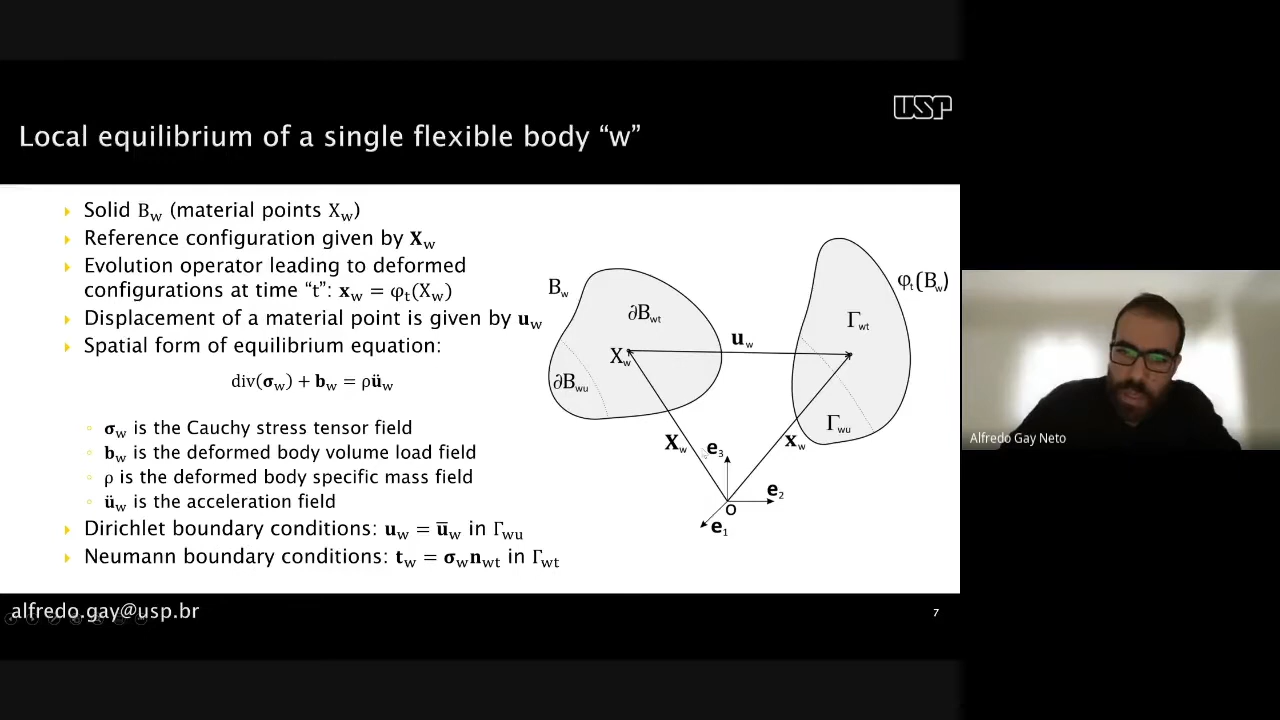 USP
Local equilibrium of a single flexible body “w”
Solid B_w (material points X_w)
Reference configuration given by 𝐗_w
Evolution operator leading to deformed
configurations at time “t”: 𝐱_w = φ_t(X_w)
Displacement of a material point is given by 𝐮_w
Spatial form of equilibrium equation:
div(𝛔_w) + 𝐛_w = ρ𝐮̈_w
𝛔_w is the Cauchy stress tensor field
𝐛_w is the deformed body volume load field
ρ is the deformed body specific mass field
𝐮̈_w is the acceleration field
Dirichlet boundary conditions: 𝐮_w = 𝐮̅_w in Γ_wu
Neumann boundary conditions: 𝐭_w = 𝛔_w𝐧_wt in Γ_wt
B_w
∂B_wt
X_w
∂B_wu
𝐮_w
φ_t(B_w)
Γ_wt
Γ_wu
𝐗_w
𝐱_w
𝐞_3
𝐞_2
O
𝐞_1
alfredo.gay@usp.br
7
Alfredo Gay Neto